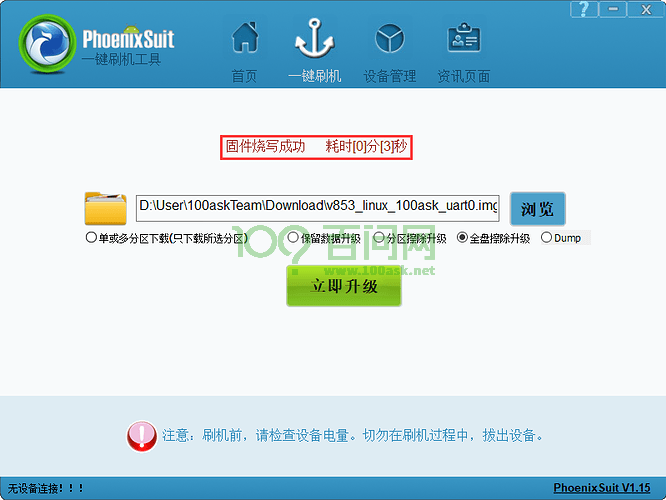 PhoenixSuit
一键刷机工具
首页
一键刷机
设备管理
资讯页面
固件烧写成功 耗时[0]分[3]秒
D:\User\100askTeam\Download\v853_linux_100ask_uart0.img
浏览
单或多分区下载(只下载所选分区) 保留数据升级 分区擦除升级 全盘擦除升级 Dump
百问网
www.100ask.net
立即升级
注意：刷机前，请检查设备电量。切勿在刷机过程中，拔出设备。
无设备连接！！！
PhoenixSuit V1.15